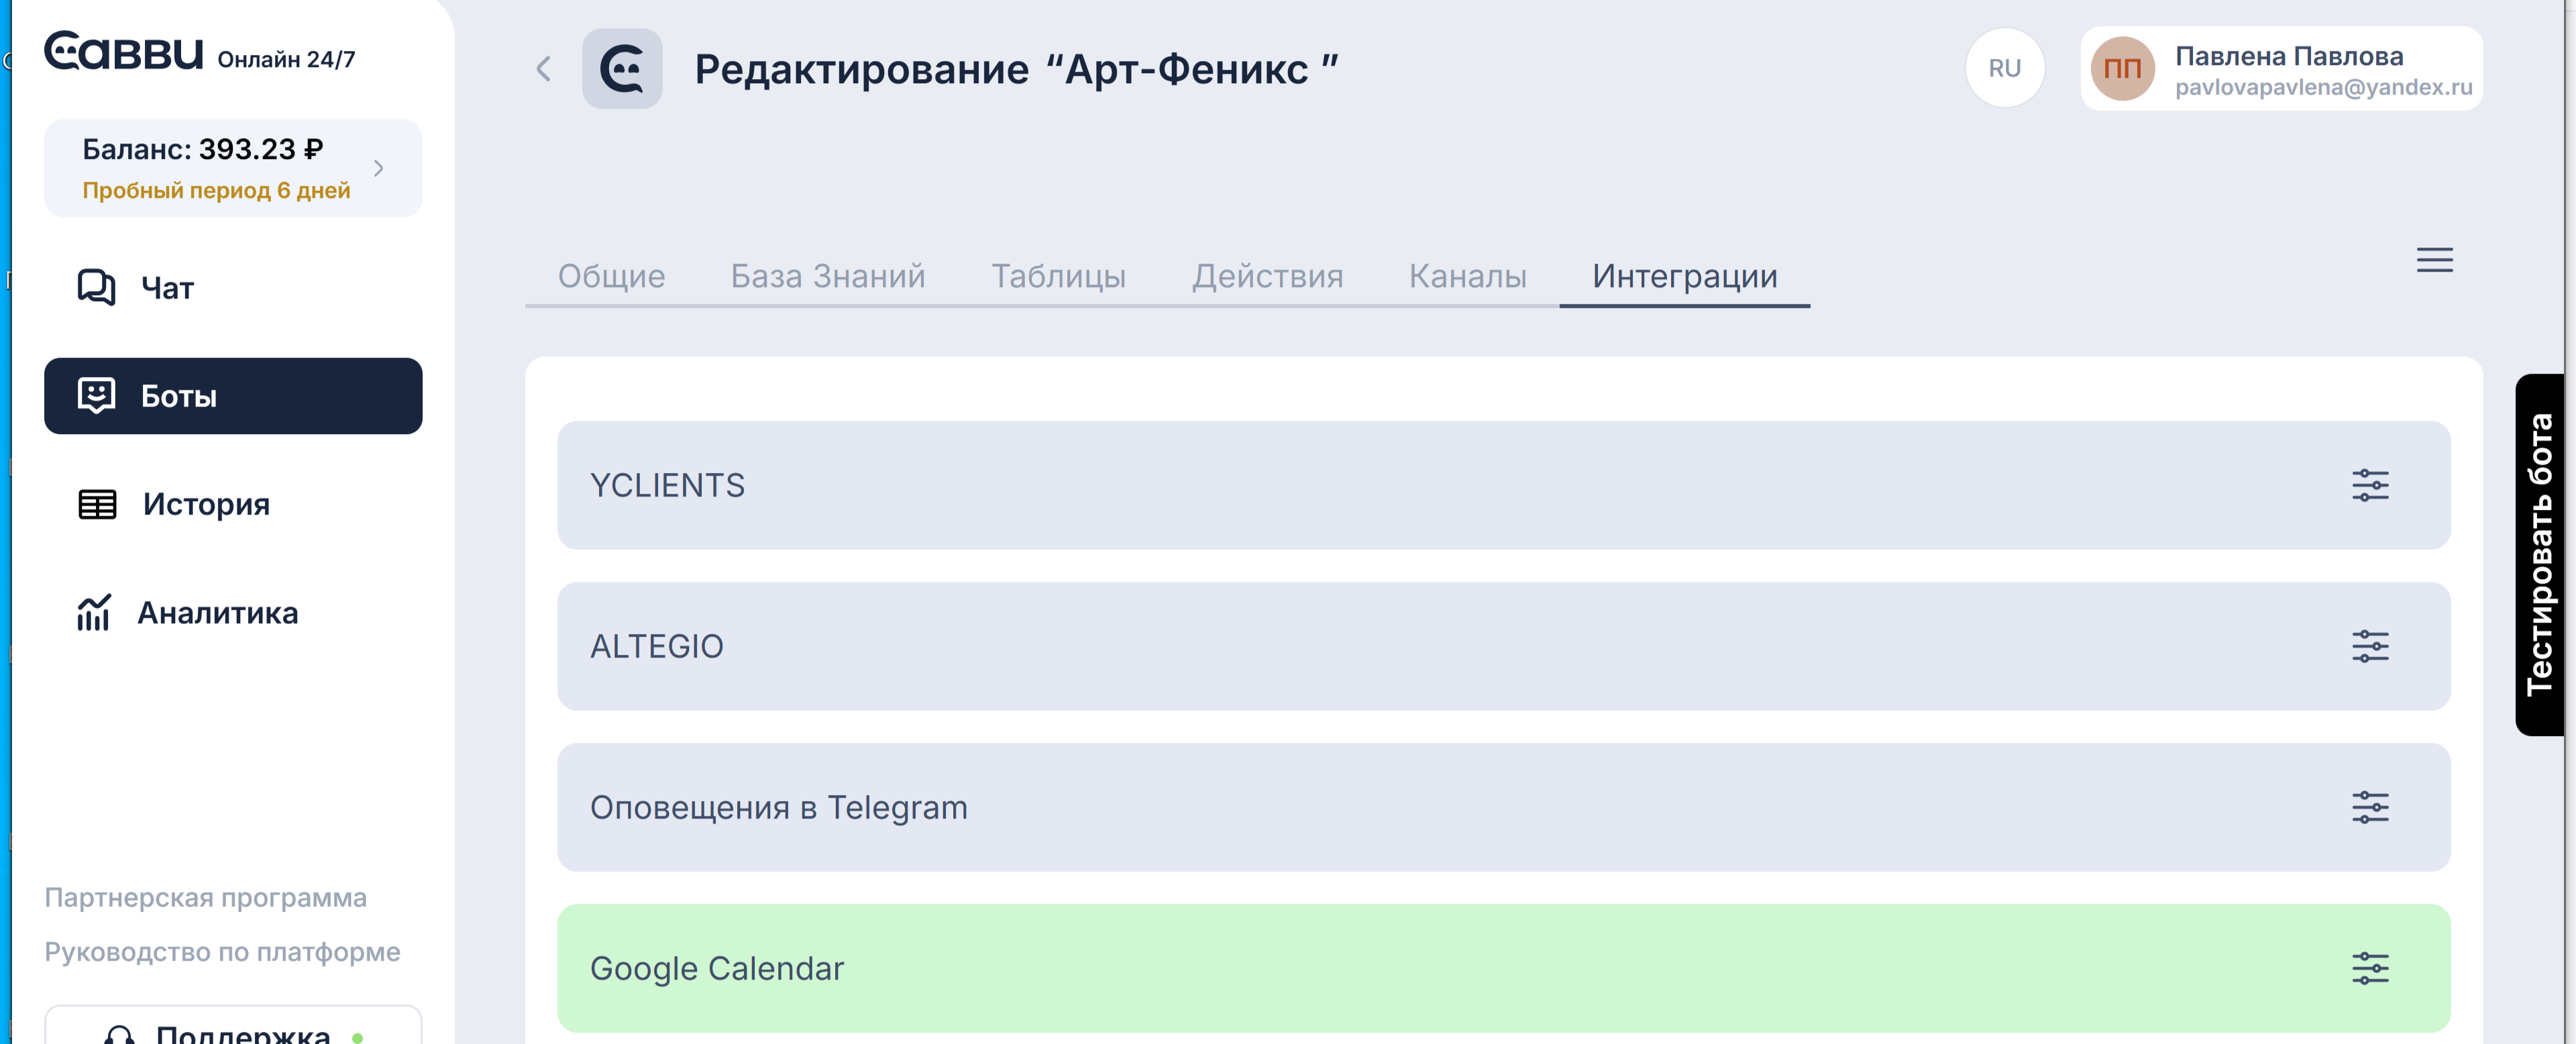 Савви Онлайн 24/7
Баланс: 393.23 ₽
Пробный период 6 дней
Чат
Боты
История
Аналитика
Партнерская программа
Руководство по платформе
Поддержка
Редактирование “Арт-Феникс ”
RU
ПП
Павлена Павлова
pavlovapavlena@yandex.ru
Общие База Знаний Таблицы Действия Каналы Интеграции
YCLIENTS
ALTEGIO
Оповещения в Telegram
Google Calendar
Тестировать бота